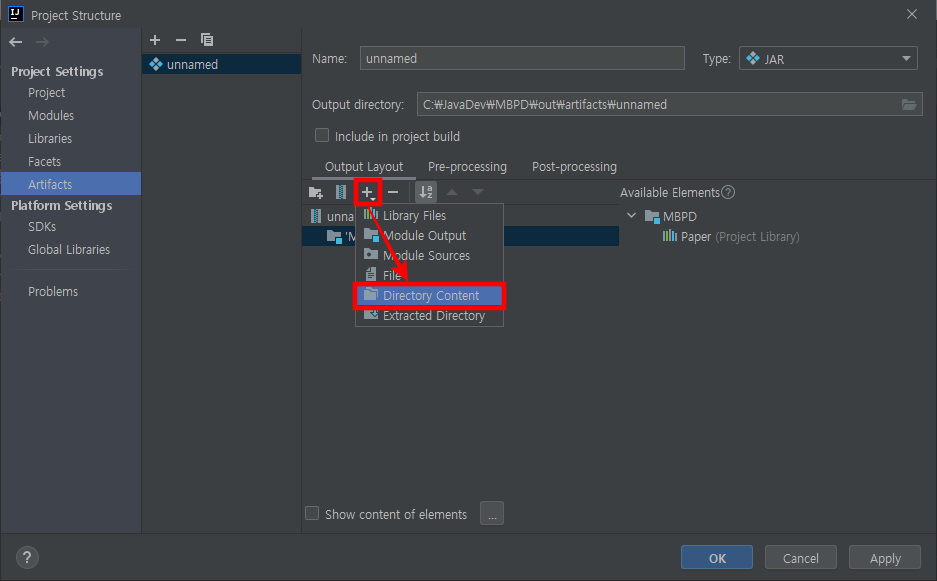 IJ
Project Structure
Project Settings
Project
Modules
Libraries
Facets
Artifacts
Platform Settings
SDKs
Global Libraries
Problems
unnamed
Name: unnamed Type: JAR
Output directory: C:₩JavaDev₩MBPD₩out₩artifacts₩unnamed
Include in project build
Output Layout Pre-processing Post-processing
Available Elements ?
unna
'M
Library Files
Module Output
Module Sources
File
Directory Content
Extracted Directory
MBPD
Paper (Project Library)
Show content of elements ...
? OK Cancel Apply